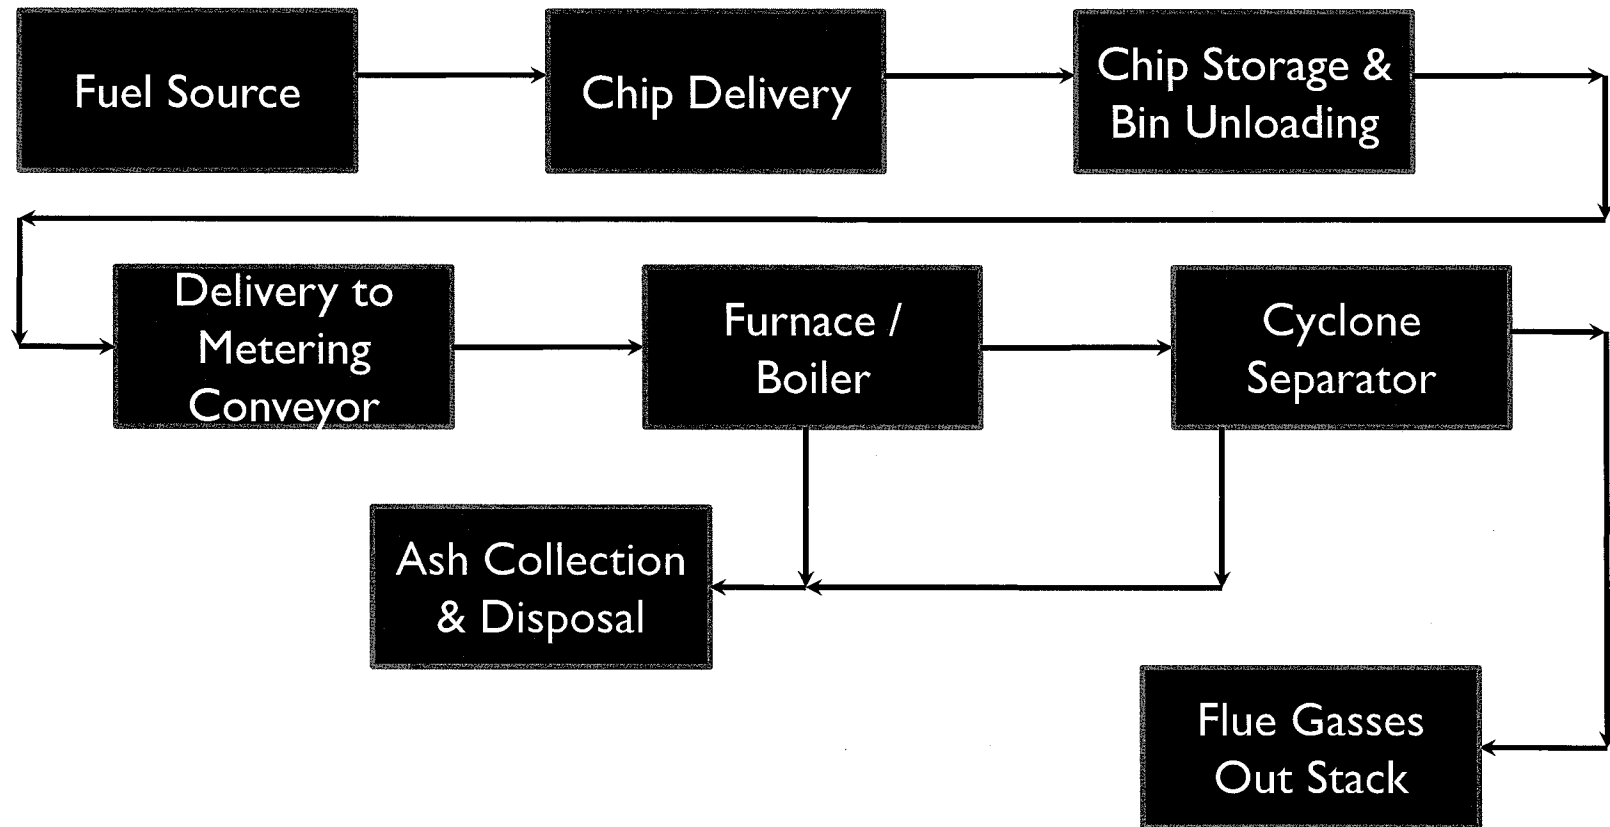 Fuel Source
Chip Delivery
Chip Storage &
Bin Unloading
Delivery to
Metering
Conveyor
Furnace /
Boiler
Cyclone
Separator
Ash Collection
& Disposal
Flue Gasses
Out Stack